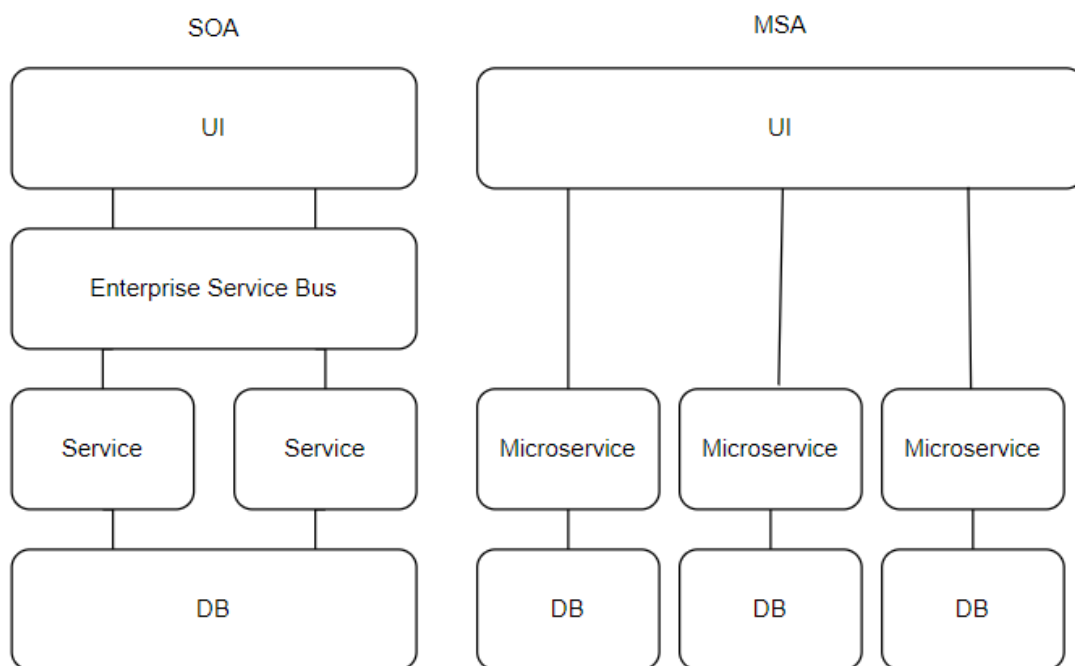 SOA
MSA
UI
UI
Enterprise Service Bus
Service
Service
Microservice
Microservice
Microservice
DB
DB
DB
DB